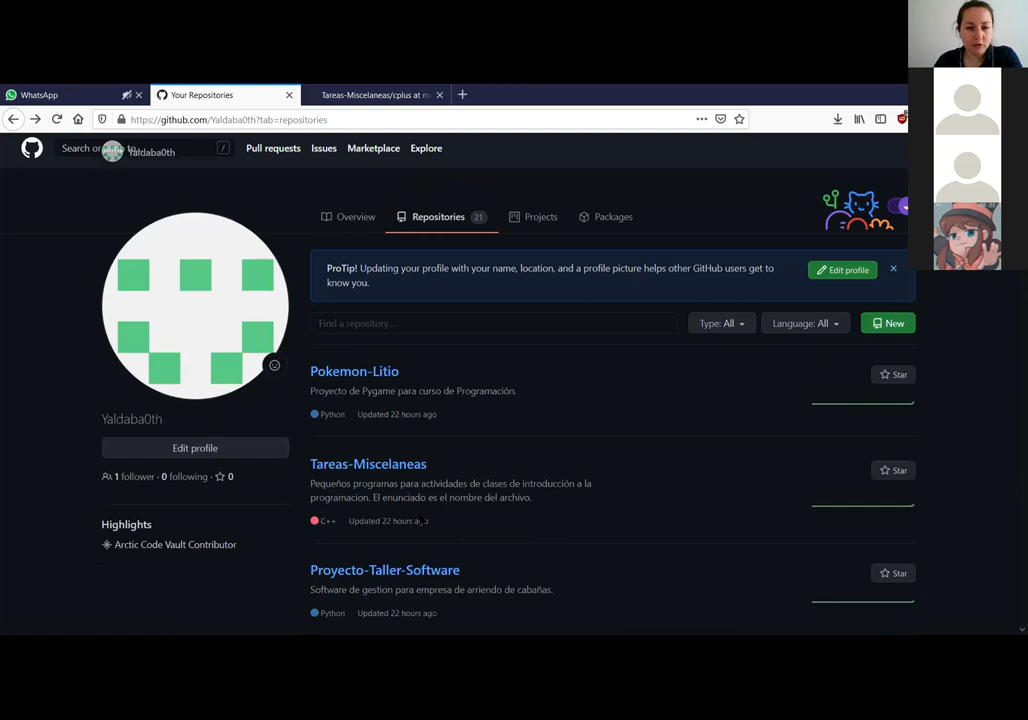 WhatsApp
Your Repositories
Tareas-Miscelaneas/cplus at m
https://github.com/Yaldaba0th?tab=repositories
Search or
Yaldaba0th
/
Pull requests
Issues
Marketplace
Explore
Overview
Repositories 21
Projects
Packages
ProTip! Updating your profile with your name, location, and a profile picture helps other GitHub users get to
know you.
Edit profile
Find a repository...
Type: All
Language: All
New
Pokemon-Litio
Star
Proyecto de Pygame para curso de Programación.
Python Updated 22 hours ago
Yaldaba0th
Edit profile
1 follower · 0 following · 0
Highlights
Arctic Code Vault Contributor
Tareas-Miscelaneas
Star
Pequeños programas para actividades de clases de introducción a la
programacion. El enunciado es el nombre del archivo.
C++ Updated 22 hours ago
Proyecto-Taller-Software
Star
Software de gestion para empresa de arriendo de cabañas.
Python Updated 22 hours ago